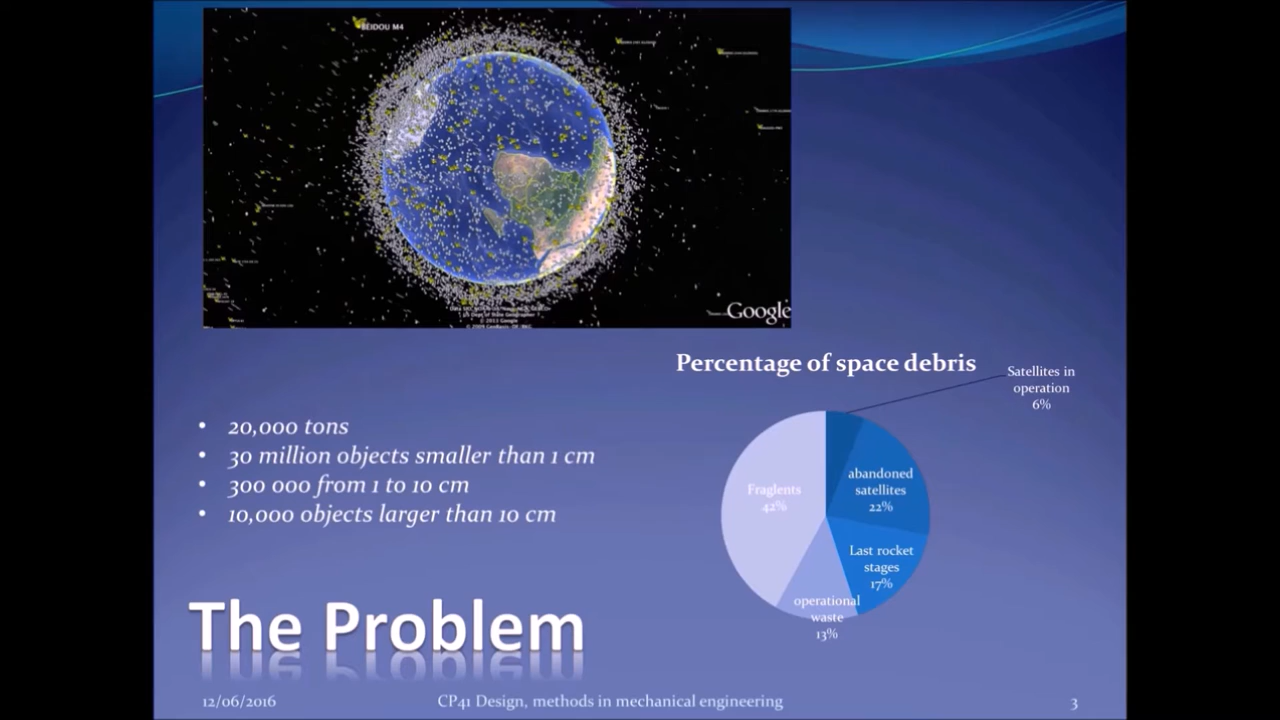 BEIDOU M4
Google
Percentage of space debris
Satellites in
operation
6%
abandoned
satellites
22%
Last rocket
stages
17%
operational
waste
13%
Fraglents
42%
• 20,000 tons
• 30 million objects smaller than 1 cm
• 300 000 from 1 to 10 cm
• 10,000 objects larger than 10 cm
The Problem
12/06/2016
CP41 Design, methods in mechanical engineering
3